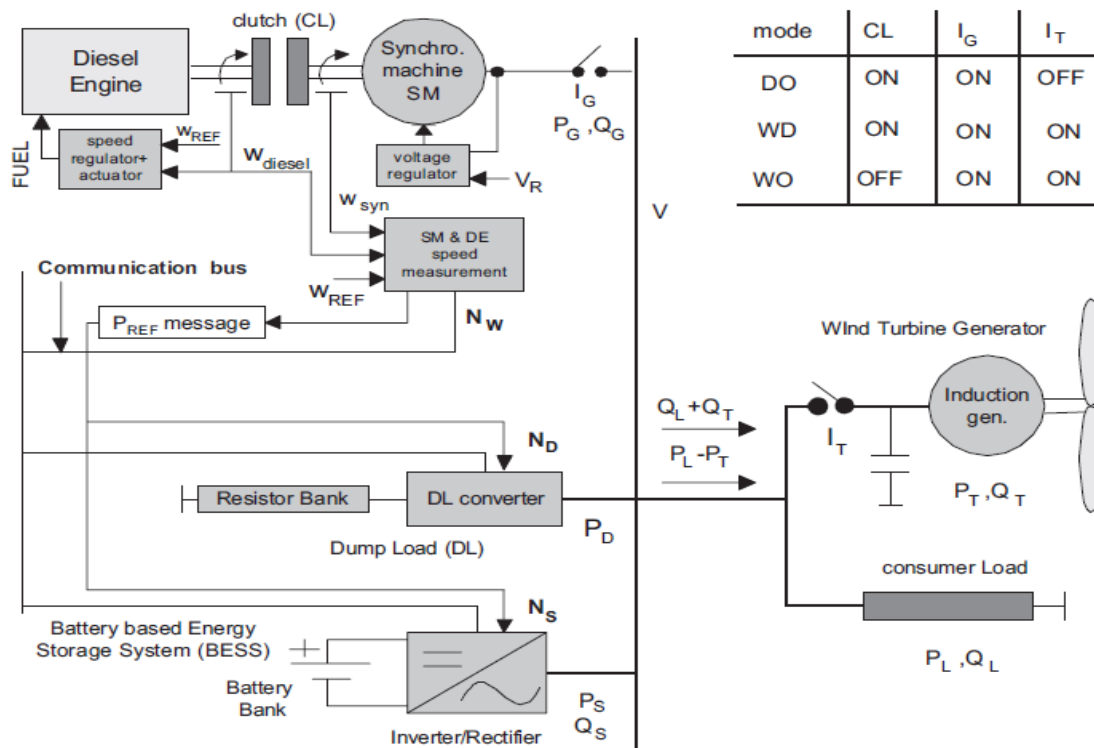 clutch (CL)
Diesel
Engine
Synchro.
machine
SM
I_G
P_G ,Q_G
mode CL I_G I_T
DO ON ON OFF
WD ON ON ON
WO OFF ON ON
FUEL
speed
regulator+
actuator
w_REF
w_diesel
w_syn
voltage
regulator
V_R
V
SM & DE
speed
measurement
w_REF
Communication bus
P_REF message
N_W
WInd Turbine Generator
Induction
gen.
I_T
P_T ,Q_T
Q_L+Q_T
P_L-P_T
N_D
Resistor Bank
DL converter
P_D
Dump Load (DL)
consumer Load
P_L ,Q_L
N_S
Battery based Energy
Storage System (BESS)
+
Battery
Bank
P_S
Q_S
Inverter/Rectifier